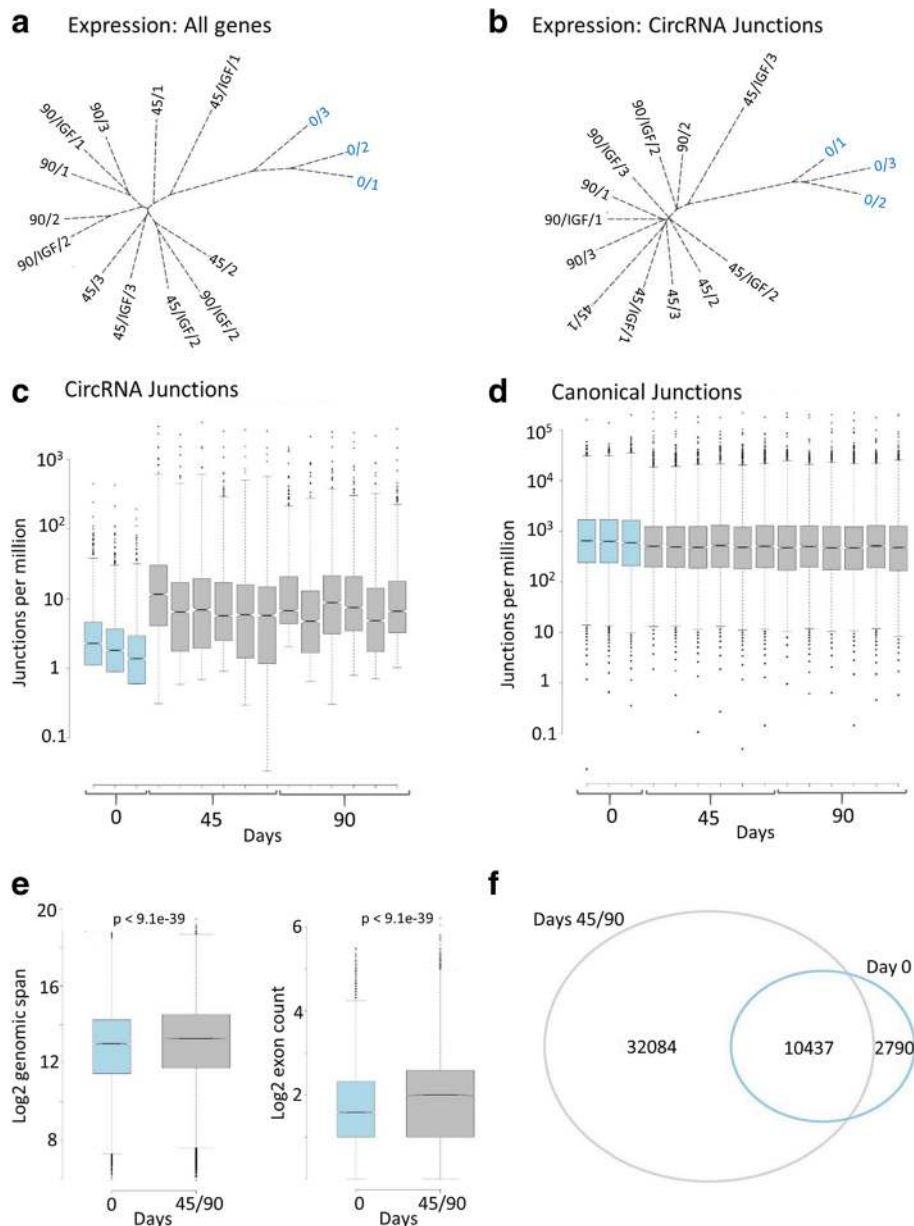 a Expression: All genes
90/IGF/1
90/3
45/1
45/IGF/1
0/3
0/2
0/1
90/1
90/2
90/IGF/2
45/3
45/IGF/3
45/IGF/2
90/IGF/2
45/2
b Expression: CircRNA Junctions
90/IGF/3
90/IGF/2
90/2
45/IGF/3
0/1
0/3
0/2
90/1
90/IGF/1
90/3
45/1
45/IGF/1
45/3
45/2
45/IGF/2
c CircRNA Junctions
Junctions per million
10³
10²
10
1
0.1
0 45 90
Days
d Canonical Junctions
Junctions per million
10⁵
10⁴
10³
10²
10
1
0.1
0 45 90
Days
e
p < 9.1e-39
Log2 genomic span
20
16
12
8
0 45/90
Days
p < 9.1e-39
Log2 exon count
6
4
2
0 45/90
Days
f
Days 45/90
Day 0
32084 10437 2790